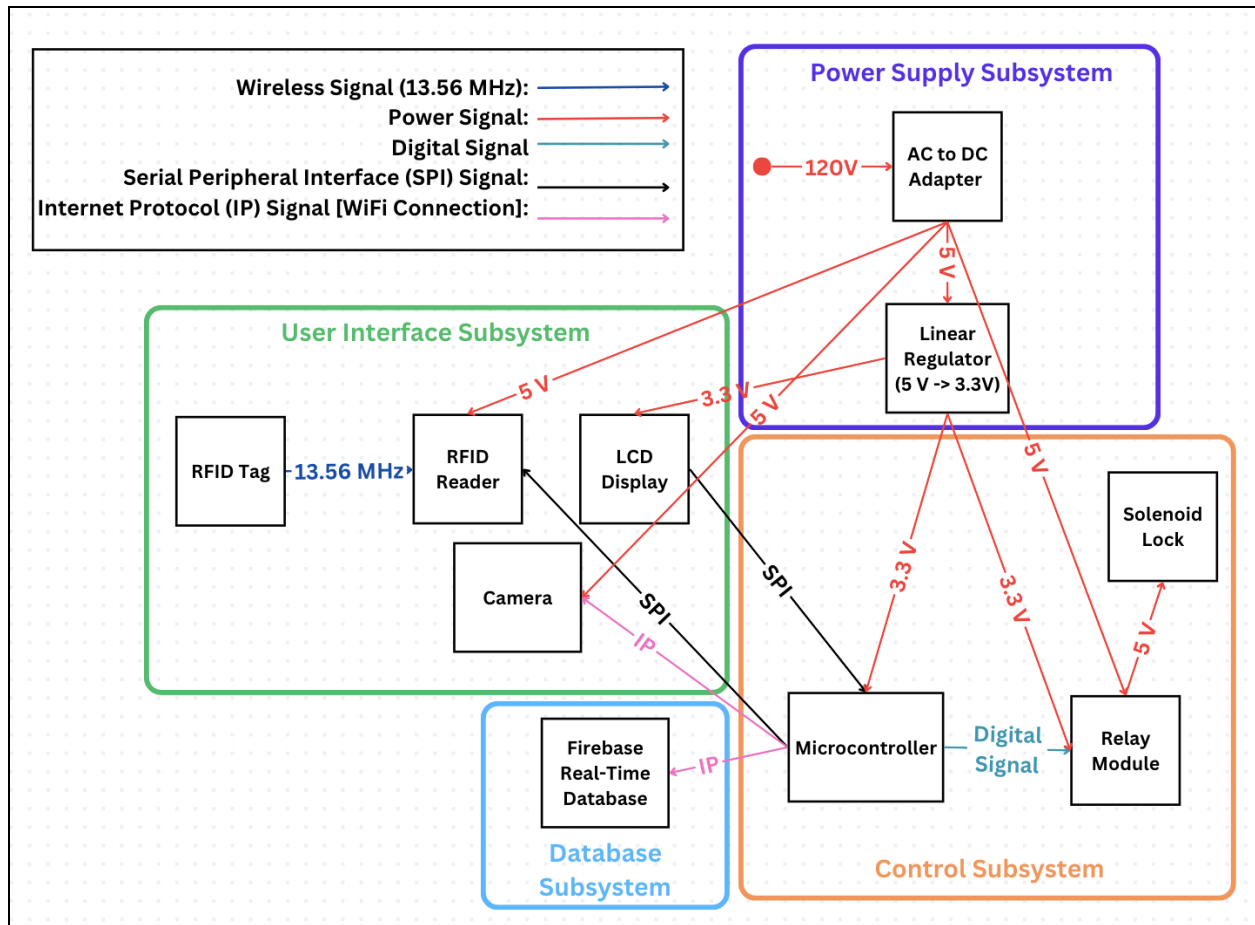 Wireless Signal (13.56 MHz):
Power Signal:
Digital Signal
Serial Peripheral Interface (SPI) Signal:
Internet Protocol (IP) Signal [WiFi Connection]:
Power Supply Subsystem
120V
AC to DC
Adapter
5 V
Linear
Regulator
(5 V -> 3.3V)
User Interface Subsystem
5 V
3.3 V
5 V
5 V
RFID Tag
13.56 MHz
RFID
Reader
LCD
Display
Camera
SPI
SPI
IP
3.3 V
3.3 V
Solenoid
Lock
5 V
Microcontroller
Digital
Signal
Relay
Module
Control Subsystem
IP
Firebase
Real-Time
Database
Database
Subsystem